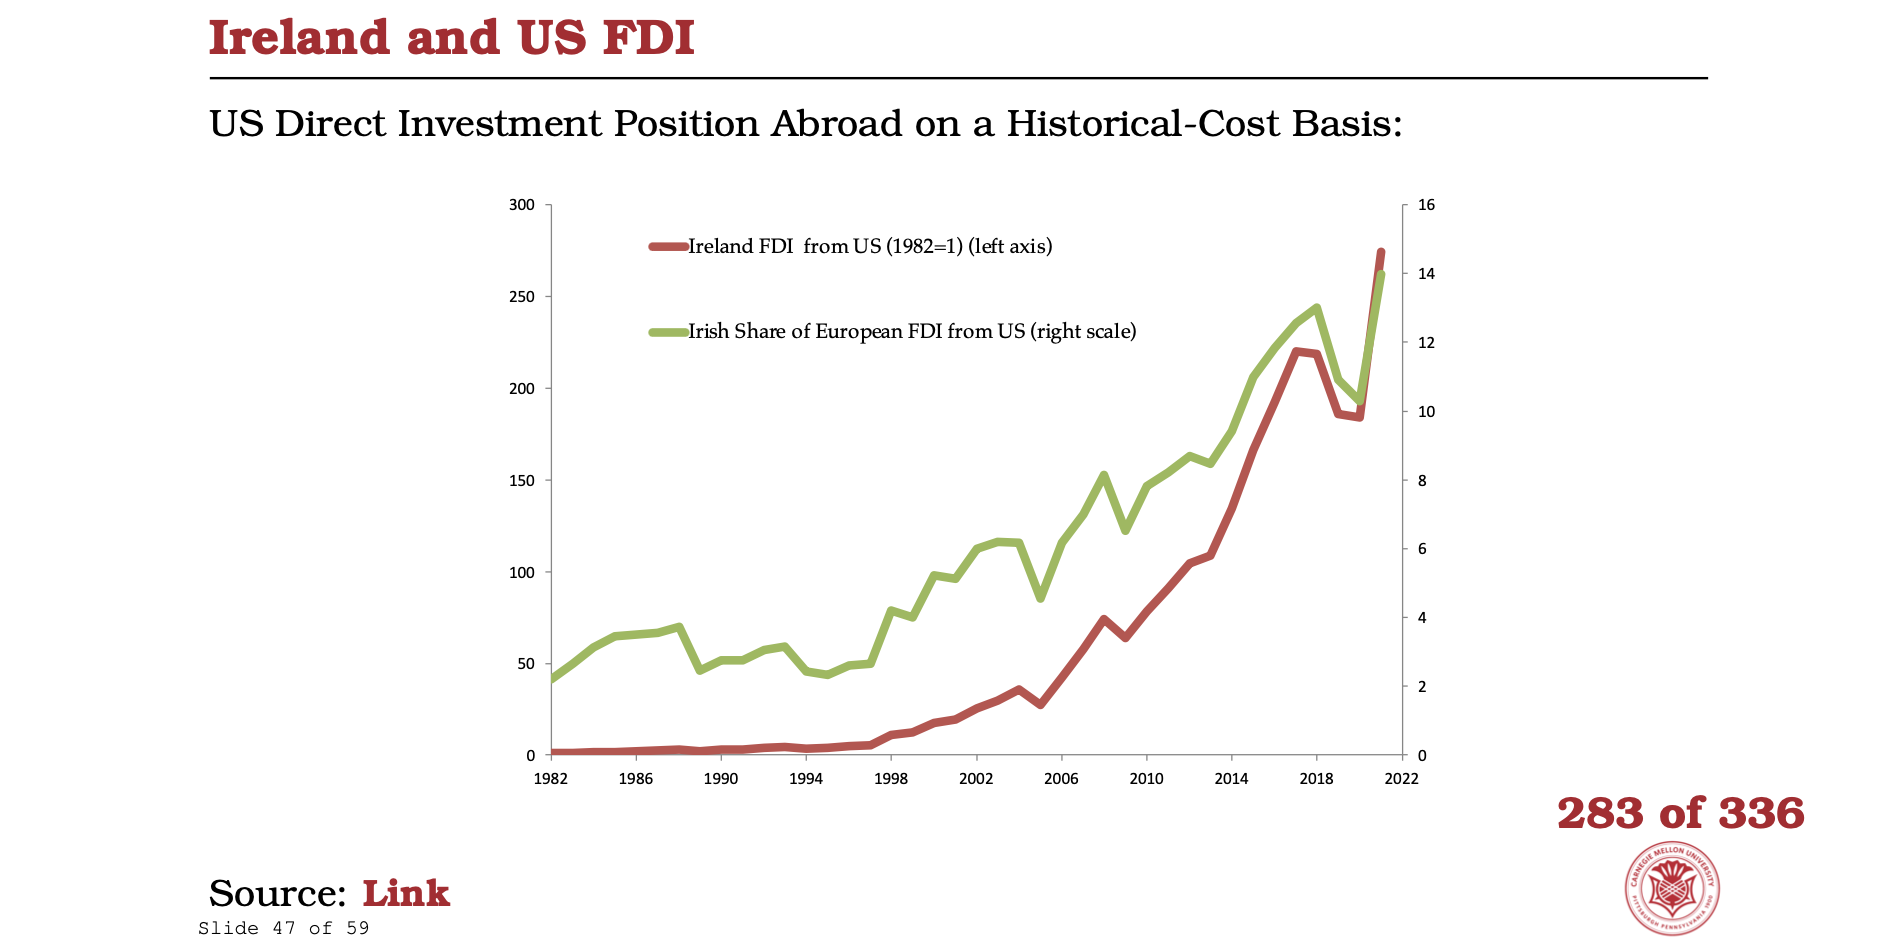 Ireland and US FDI
US Direct Investment Position Abroad on a Historical-Cost Basis:
300
250
200
150
100
50
0
Ireland FDI from US (1982=1) (left axis)
Irish Share of European FDI from US (right scale)
16
14
12
10
8
6
4
2
0
1982 1986 1990 1994 1998 2002 2006 2010 2014 2018 2022
283 of 336
CARNEGIE MELLON UNIVERSITY
PITTSBURGH PENNSYLVANIA 1900
Source: Link
Slide 47 of 59